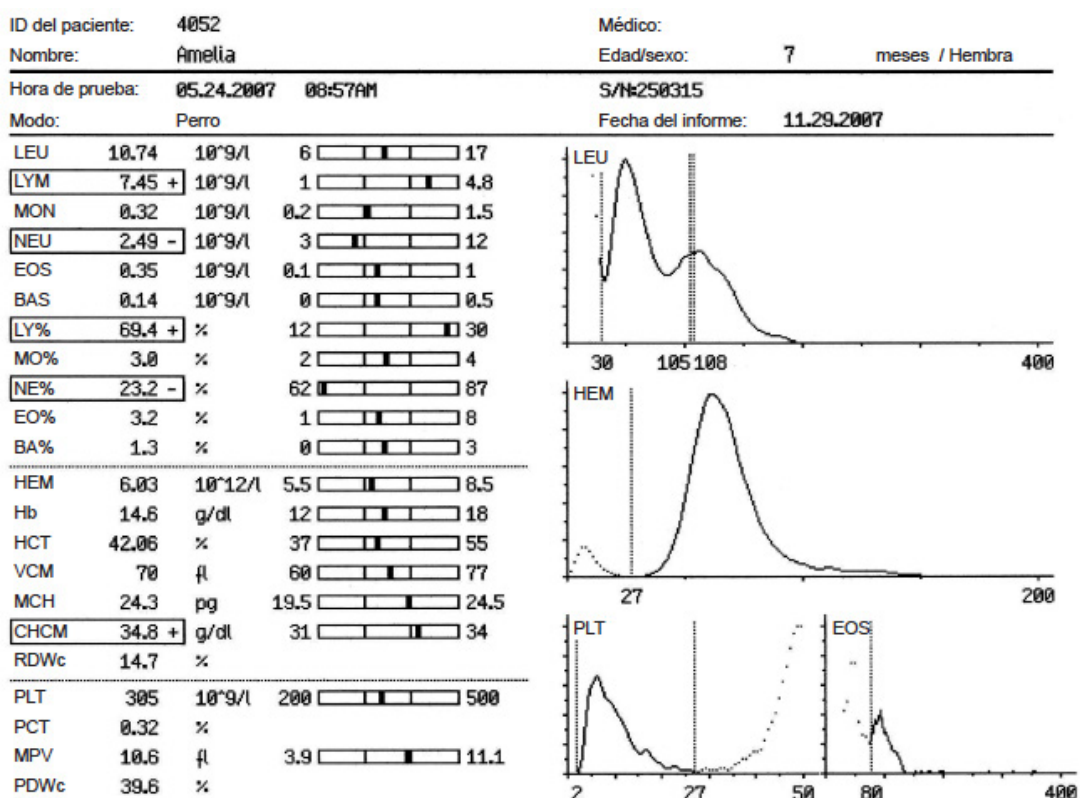 ID del paciente: 4052 Médico:
Nombre: Amelia Edad/sexo: 7 meses / Hembra
Hora de prueba: 05.24.2007 08:57AM S/N:250315
Modo: Perro Fecha del informe: 11.29.2007
LEU 10.74 10^9/l 6 17
LYM 7.45 + 10^9/l 1 4.8
MON 0.32 10^9/l 0.2 1.5
NEU 2.49 - 10^9/l 3 12
EOS 0.35 10^9/l 0.1 1
BAS 0.14 10^9/l 0 0.5
LY% 69.4 + % 12 30
MO% 3.0 % 2 4
NE% 23.2 - % 62 87
EO% 3.2 % 1 8
BA% 1.3 % 0 3
HEM 6.03 10^12/l 5.5 8.5
Hb 14.6 g/dl 12 18
HCT 42.06 % 37 55
VCM 70 fl 60 77
MCH 24.3 pg 19.5 24.5
CHCM 34.8 + g/dl 31 34
RDWc 14.7 %
PLT 305 10^9/l 200 500
PCT 0.32 %
MPV 10.6 fl 3.9 11.1
PDWc 39.6 %
LEU
30 105 108 400
HEM
27 200
PLT
2 27 50
EOS
80 400